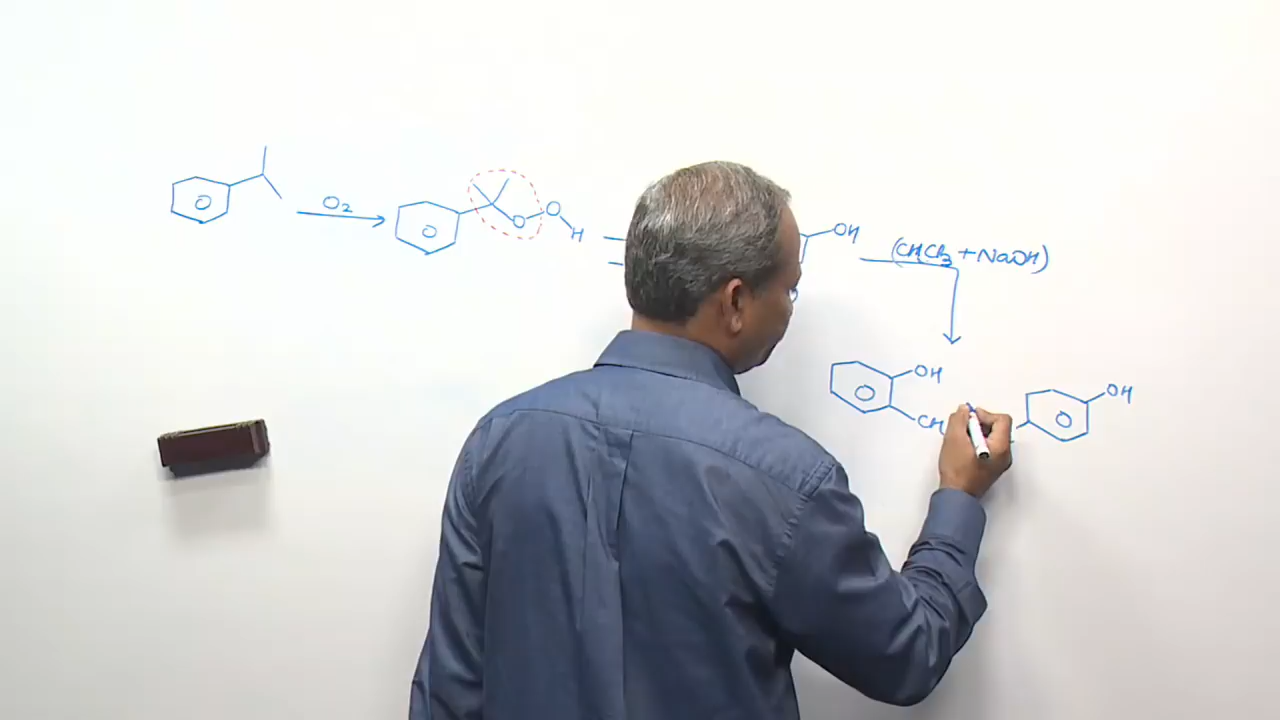 O₂
O O
H
OH
(CHCl₃ + NaOH)
OH
CH
OH